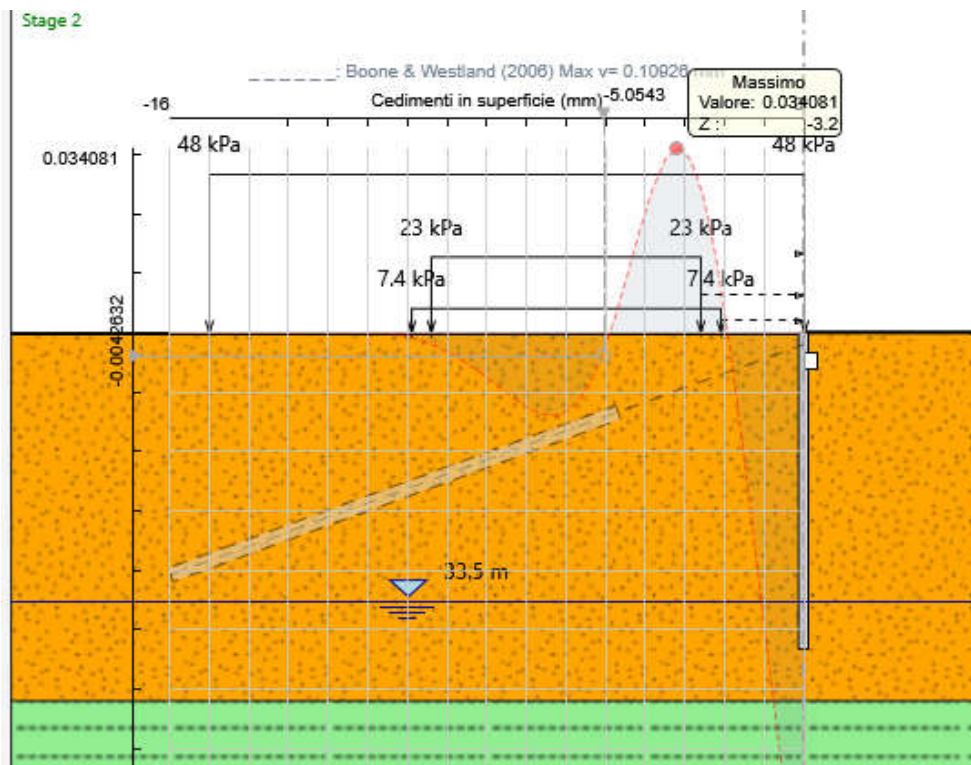 Stage 2
: Boone & Westland (2006) Max v= 0.10926 mm
Massimo
Valore: 0.034081
Z : -3.2
Cedimenti in superficie (mm)
-5.0543
-16
48 kPa
48 kPa
0.034081
23 kPa
23 kPa
7.4 kPa
7.4 kPa
-0.0042632
33,5 m